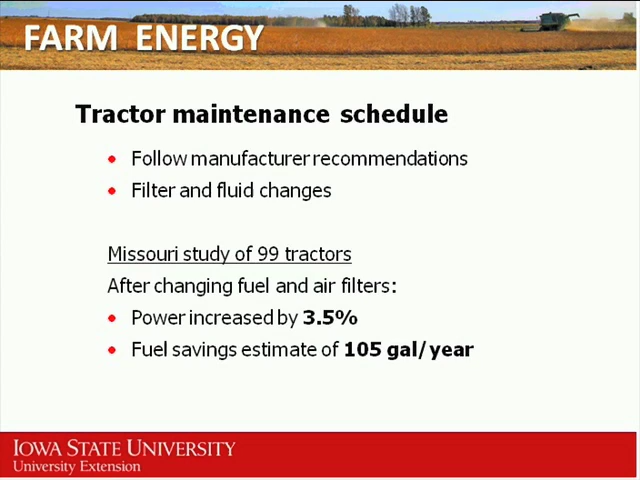 FARM ENERGY
Tractor maintenance schedule
• Follow manufacturer recommendations
• Filter and fluid changes
Missouri study of 99 tractors
After changing fuel and air filters:
• Power increased by 3.5%
• Fuel savings estimate of 105 gal/year
IOWA STATE UNIVERSITY
University Extension